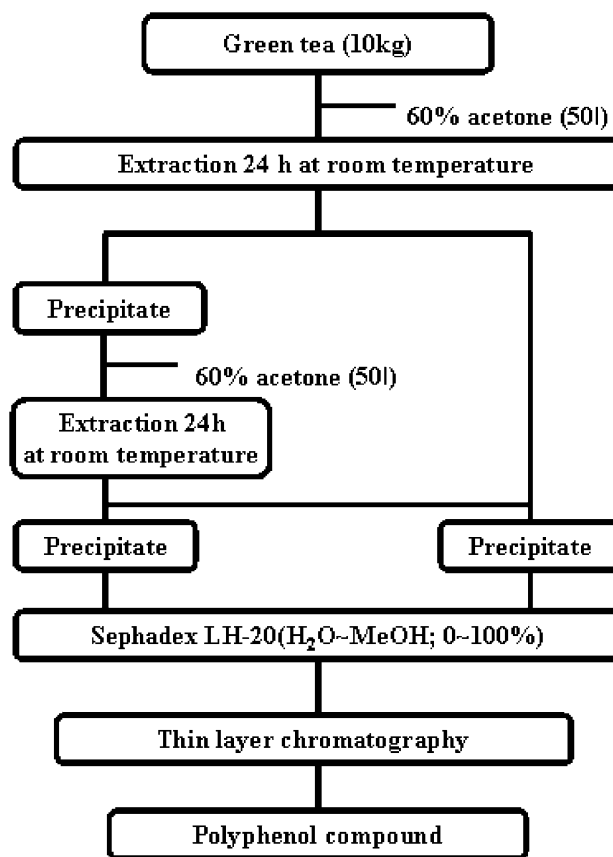 Green tea (10kg)
60% acetone (50l)
Extraction 24 h at room temperature
Precipitate
60% acetone (50l)
Extraction 24h
at room temperature
Precipitate
Precipitate
Sephadex LH-20(H₂O~MeOH; 0~100%)
Thin layer chromatography
Polyphenol compound